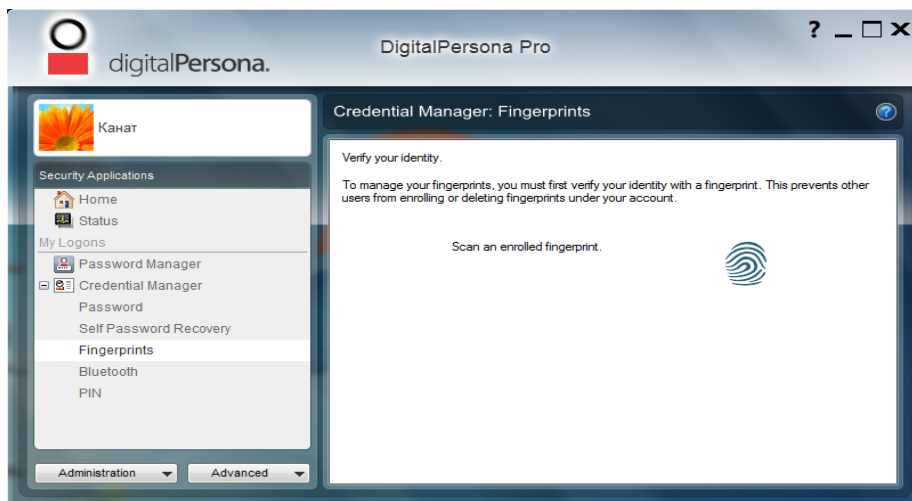 digitalPersona.
DigitalPersona Pro
? _ □ ×
Канат
Security Applications
Home
Status
My Logons
Password Manager
Credential Manager
Password
Self Password Recovery
Fingerprints
Bluetooth
PIN
Administration
Advanced
Credential Manager: Fingerprints
?
Verify your identity.
To manage your fingerprints, you must first verify your identity with a fingerprint. This prevents other
users from enrolling or deleting fingerprints under your account.
Scan an enrolled fingerprint.